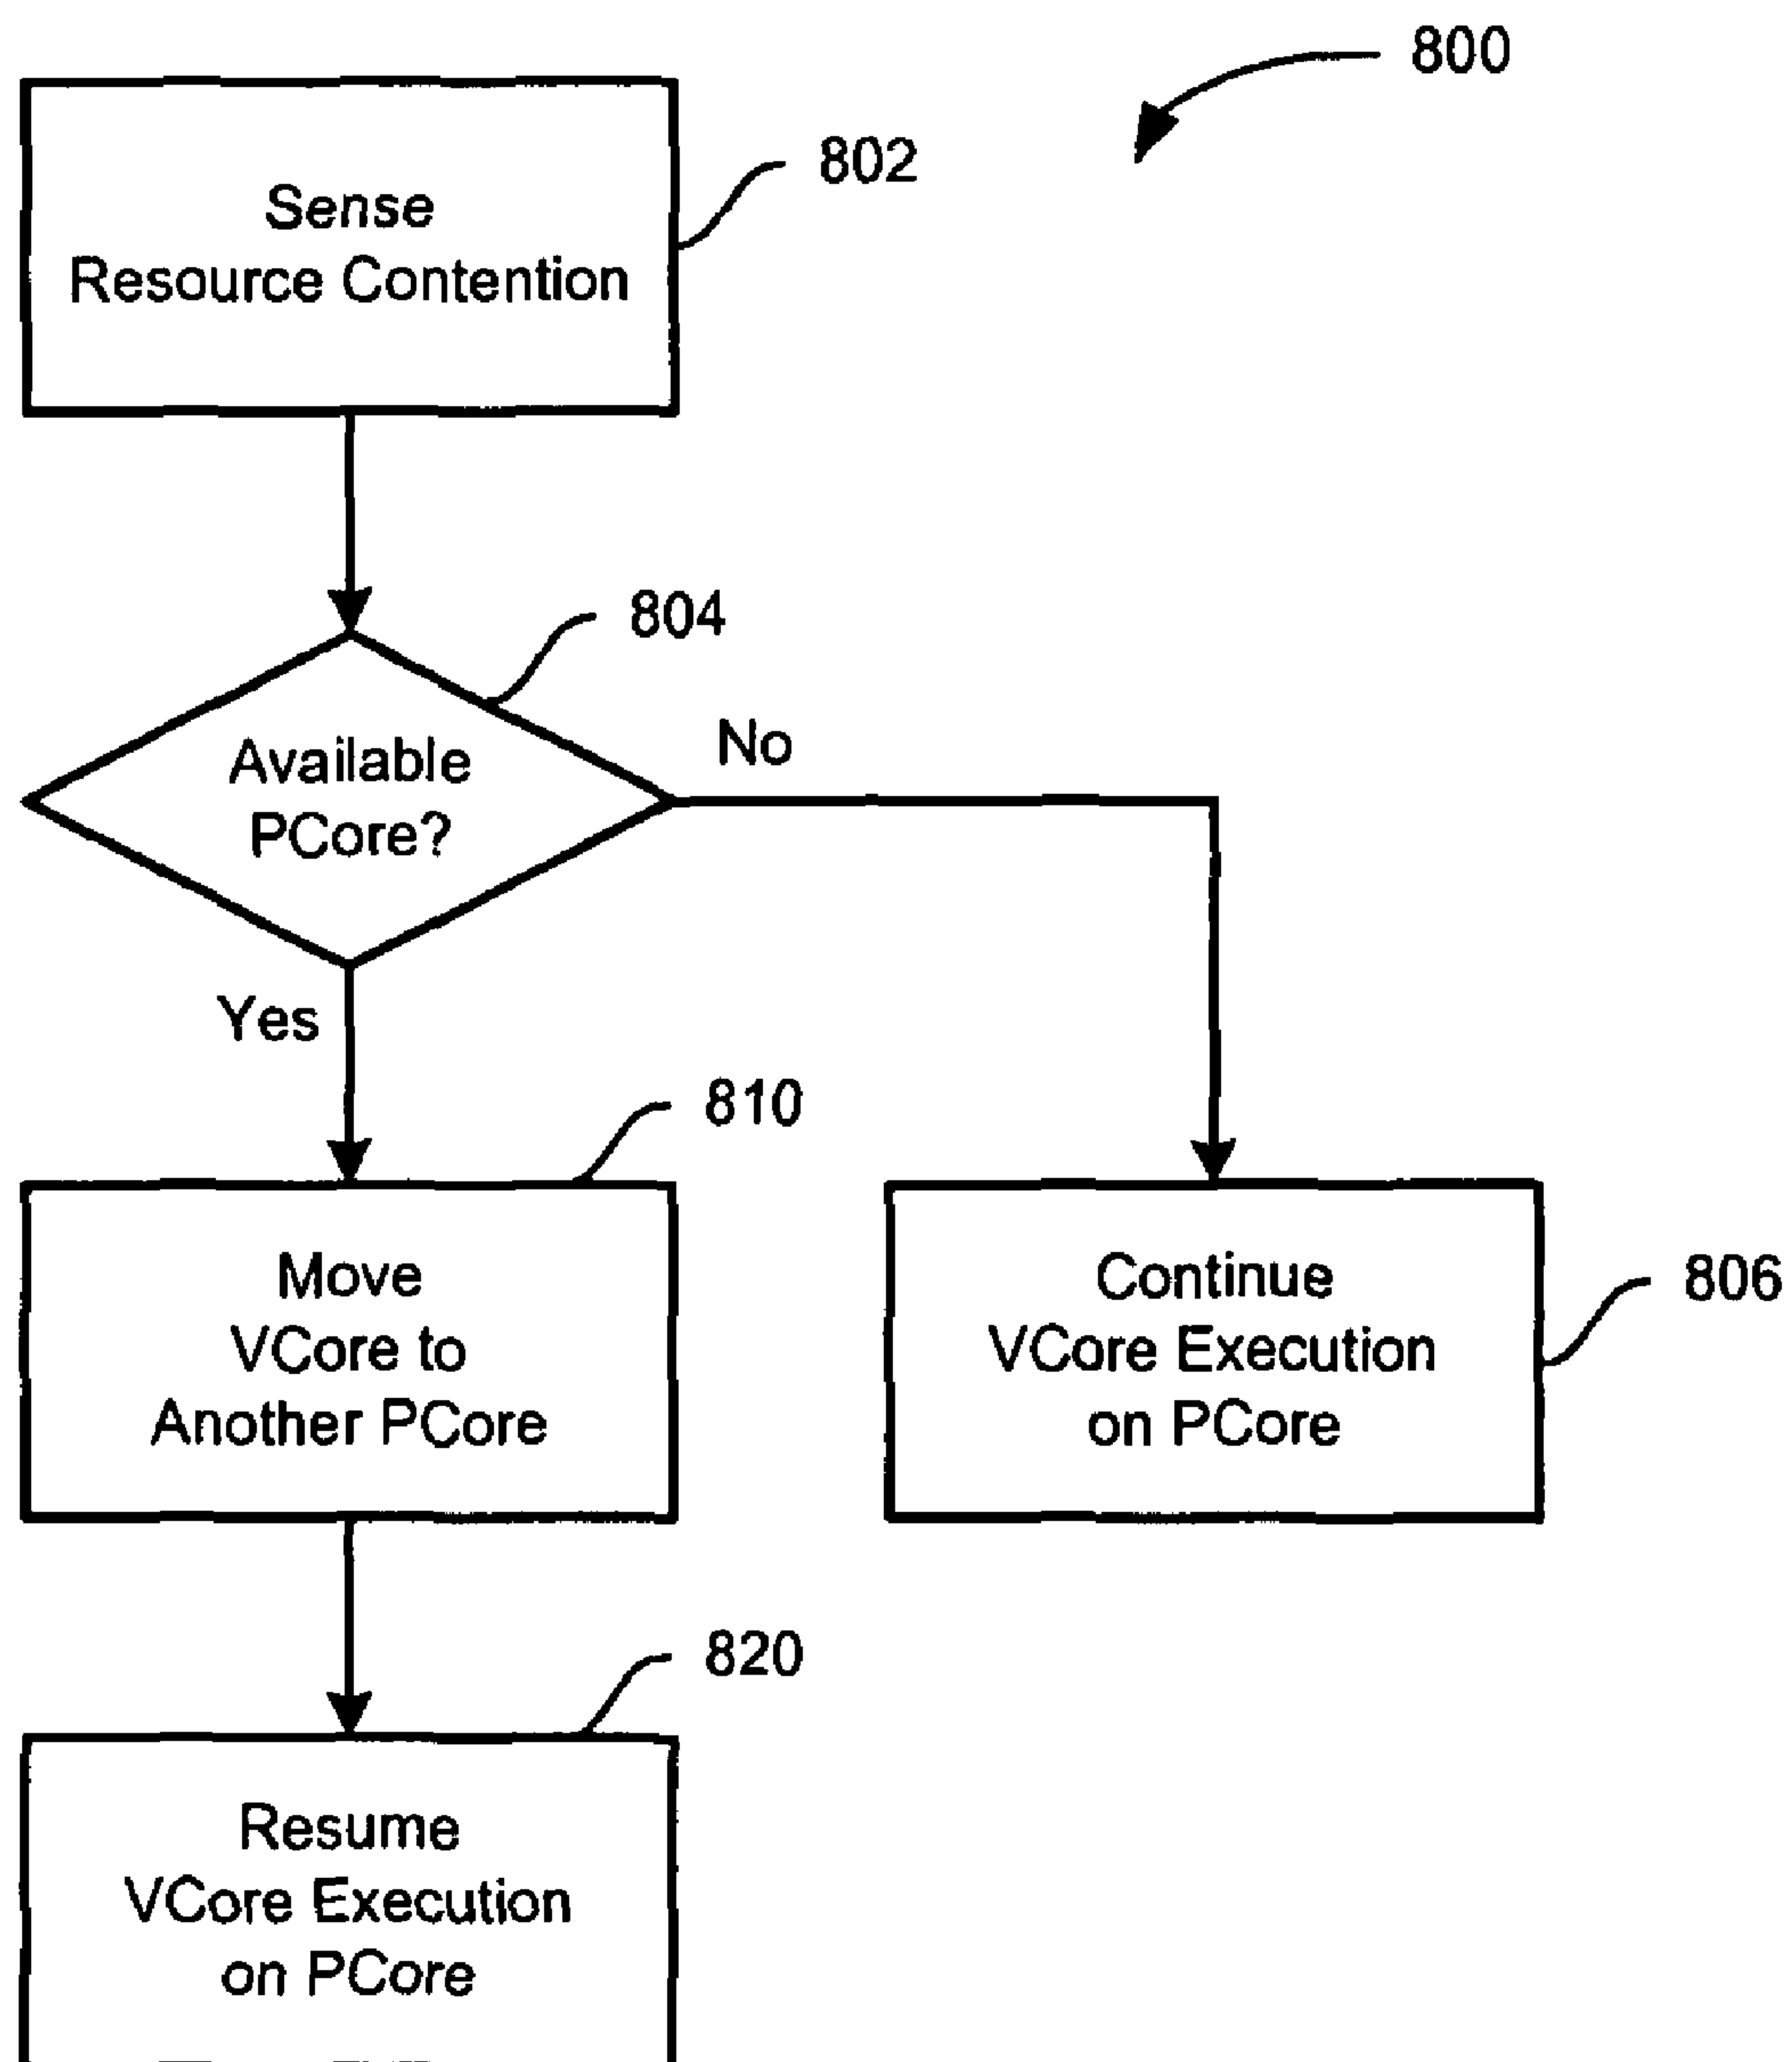 800
802
Sense
Resource Contention
804
Available
PCore?
No
Yes
810
Move
VCore to
Another PCore
Continue
VCore Execution
on PCore
806
820
Resume
VCore Execution
on PCore